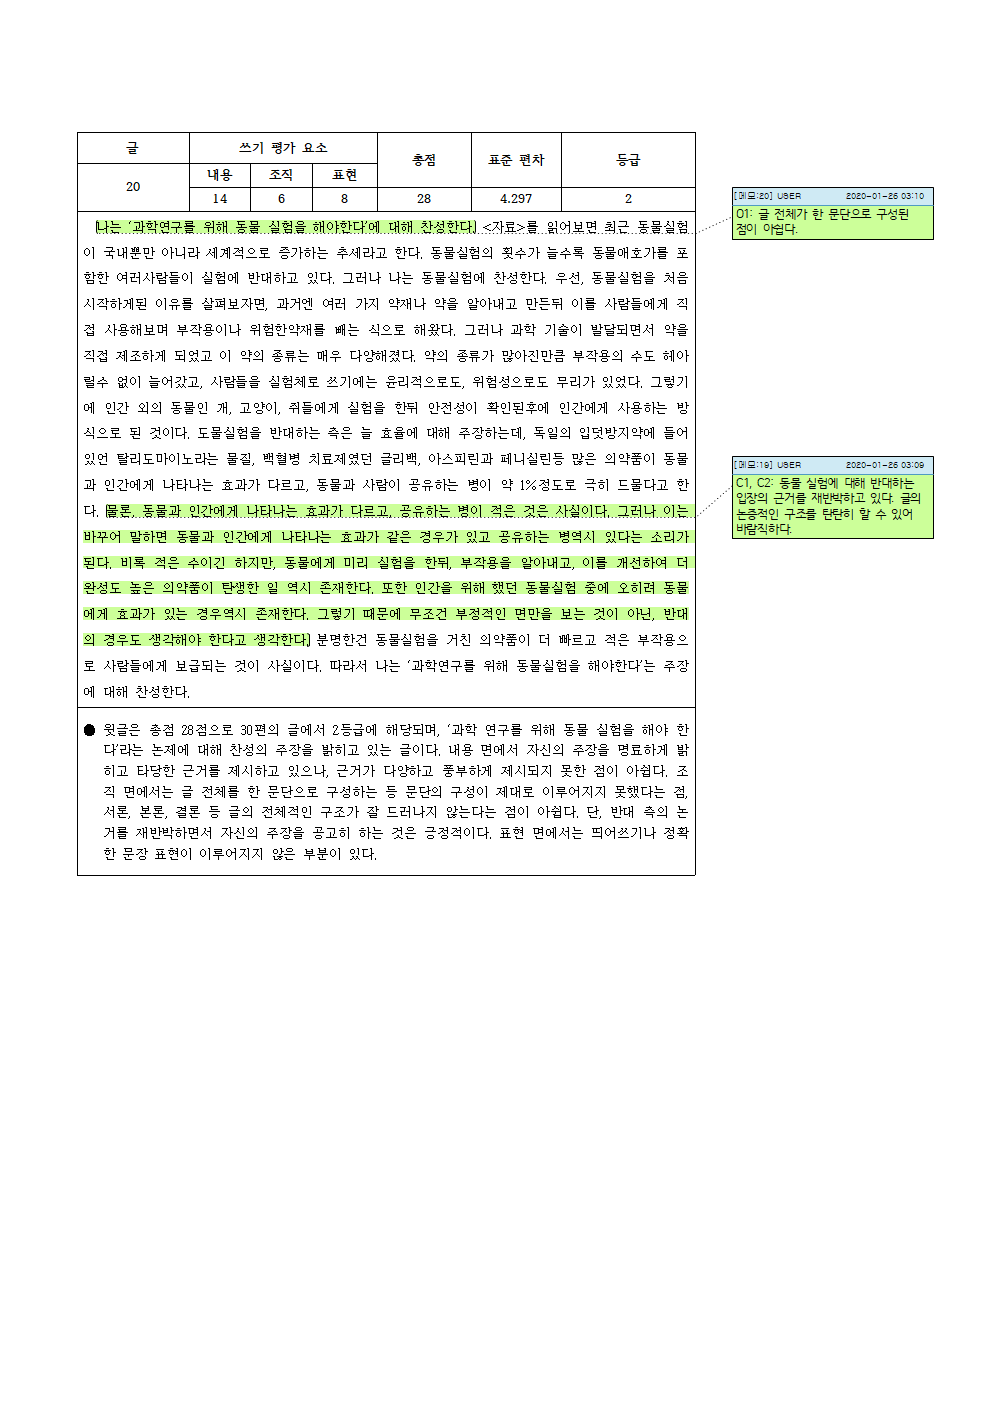 글 쓰기 평가 요소 총점 표준 편차 등급
내용 조직 표현
20 14 6 8 28 4.297 2
나는 ‘과학연구를 위해 동물 실험을 해야한다’에 대해 찬성한다. <자료>를 읽어보면 최근 동물실험
이 국내뿐만 아니라 세계적으로 증가하는 추세라고 한다. 동물실험의 횟수가 늘수록 동물애호가를 포
함한 여러사람들이 실험에 반대하고 있다. 그러나 나는 동물실험에 찬성한다. 우선, 동물실험을 처음
시작하게된 이유를 살펴보자면, 과거엔 여러 가지 약재나 약을 알아내고 만든뒤 이를 사람들에게 직
접 사용해보며 부작용이나 위험한약재를 빼는 식으로 해왔다. 그러나 과학 기술이 발달되면서 약을
직접 제조하게 되었고 이 약의 종류는 매우 다양해졌다. 약의 종류가 많아진만큼 부작용의 수도 헤아
릴수 없이 늘어갔고, 사람들을 실험체로 쓰기에는 윤리적으로도, 위험성으로도 무리가 있었다. 그렇기
에 인간 외의 동물인 개, 고양이, 쥐들에게 실험을 한뒤 안전성이 확인된후에 인간에게 사용하는 방
식으로 된 것이다. 도물실험을 반대하는 측은 늘 효율에 대해 주장하는데, 독일의 입덧방지약에 들어
있언 탈리도마이노라는 물질, 백혈병 치료제였던 글리백, 아스피린과 페니실린등 많은 의약품이 동물
과 인간에게 나타나는 효과가 다르고, 동물과 사람이 공유하는 병이 약 1%정도로 극히 드물다고 한
다. 물론, 동물과 인간에게 나타나는 효과가 다르고, 공유하는 병이 적은 것은 사실이다. 그러나 이는
바꾸어 말하면 동물과 인간에게 나타나는 효과가 같은 경우가 있고 공유하는 병역시 있다는 소리가
된다. 비록 적은 수이긴 하지만, 동물에게 미리 실험을 한뒤, 부작용을 알아내고, 이를 개선하여 더
완성도 높은 의약품이 탄생한 일 역시 존재한다. 또한 인간을 위해 했던 동물실험 중에 오히려 동물
에게 효과가 있는 경우역시 존재한다. 그렇기 때문에 무조건 부정적인 면만을 보는 것이 아닌, 반대
의 경우도 생각해야 한다고 생각한다. 분명한건 동물실험을 거친 의약품이 더 빠르고 적은 부작용으
로 사람들에게 보급되는 것이 사실이다. 따라서 나는 ‘과학연구를 위해 동물실험을 해야한다’는 주장
에 대해 찬성한다.
● 윗글은 총점 28점으로 30편의 글에서 2등급에 해당되며, ‘과학 연구를 위해 동물 실험을 해야 한
다’라는 논제에 대해 찬성의 주장을 밝히고 있는 글이다. 내용 면에서 자신의 주장을 명료하게 밝
히고 타당한 근거를 제시하고 있으나, 근거가 다양하고 풍부하게 제시되지 못한 점이 아쉽다. 조
직 면에서는 글 전체를 한 문단으로 구성하는 등 문단의 구성이 제대로 이루어지지 못했다는 점,
서론, 본론, 결론 등 글의 전체적인 구조가 잘 드러나지 않는다는 점이 아쉽다. 단, 반대 측의 논
거를 재반박하면서 자신의 주장을 공고히 하는 것은 긍정적이다. 표현 면에서는 띄어쓰기나 정확
한 문장 표현이 이루어지지 않은 부분이 있다.
[메모:20] USER 2020-01-26 03:10
O1: 글 전체가 한 문단으로 구성된
점이 아쉽다.
[메모:19] USER 2020-01-26 03:09
C1, C2: 동물 실험에 대해 반대하는
입장의 근거를 재반박하고 있다. 글의
논증적인 구조를 탄탄히 할 수 있어
바람직하다.